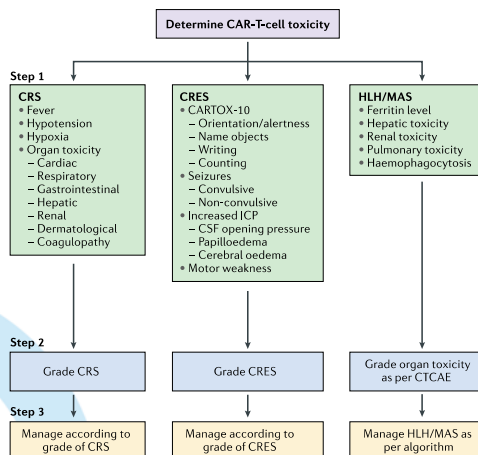 Determine CAR-T-cell toxicity
Step 1
CRS
• Fever
• Hypotension
• Hypoxia
• Organ toxicity
– Cardiac
– Respiratory
– Gastrointestinal
– Hepatic
– Renal
– Dermatological
– Coagulopathy
CRES
• CARTOX-10
– Orientation/alertness
– Name objects
– Writing
– Counting
• Seizures
– Convulsive
– Non-convulsive
• Increased ICP
– CSF opening pressure
– Papilloedema
– Cerebral oedema
• Motor weakness
HLH/MAS
• Ferritin level
• Hepatic toxicity
• Renal toxicity
• Pulmonary toxicity
• Haemophagocytosis
Step 2
Grade CRS
Grade CRES
Grade organ toxicity
as per CTCAE
Step 3
Manage according to
grade of CRS
Manage according to
grade of CRES
Manage HLH/MAS as
per algorithm